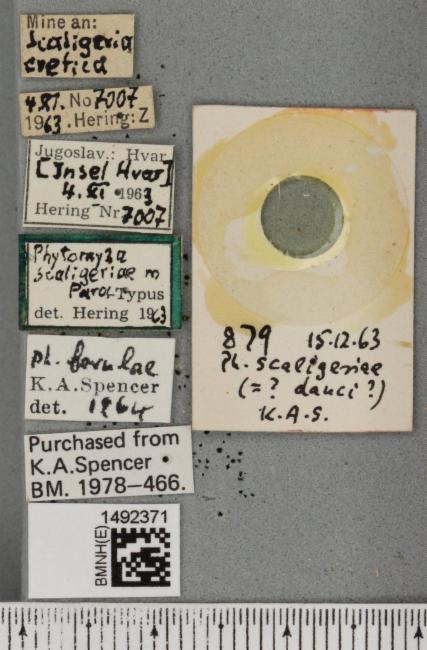 Mine an:
Scaligeria
cretica
4.XI. No 7007
1963. Hering: Z
Jugoslav.: Hvar
[Insel Hvar]
4. XI 1963
Hering Nr 7007
Phytomyza
scaligeriae m
Para-Typus
det. Hering 1963
ph. ferulae
K.A.Spencer
det. 1964
Purchased from
K.A.Spencer
BM. 1978–466.
1492371
BMNH(E)
879 15.12.63
Ph. scaligeriae
(=? dauci?)
K.A.S.